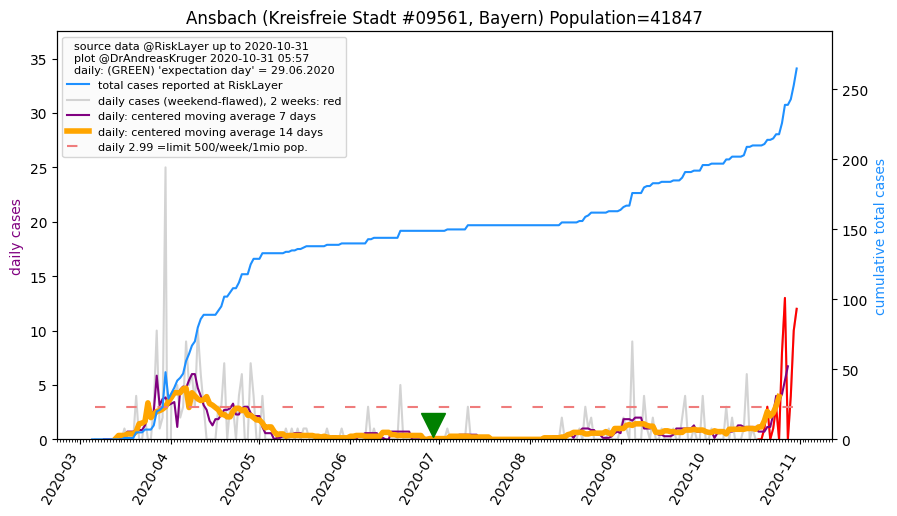 Ansbach (Kreisfreie Stadt #09561, Bayern) Population=41847
source data @RiskLayer up to 2020-10-31
plot @DrAndreasKruger 2020-10-31 05:57
daily: (GREEN) 'expectation day' = 29.06.2020
total cases reported at RiskLayer
daily cases (weekend-flawed), 2 weeks: red
daily: centered moving average 7 days
daily: centered moving average 14 days
daily 2.99 =limit 500/week/1mio pop.
daily cases
35
30
25
20
15
10
5
0
cumulative total cases
250
200
150
100
50
0
2020-03
2020-04
2020-05
2020-06
2020-07
2020-08
2020-09
2020-10
2020-11